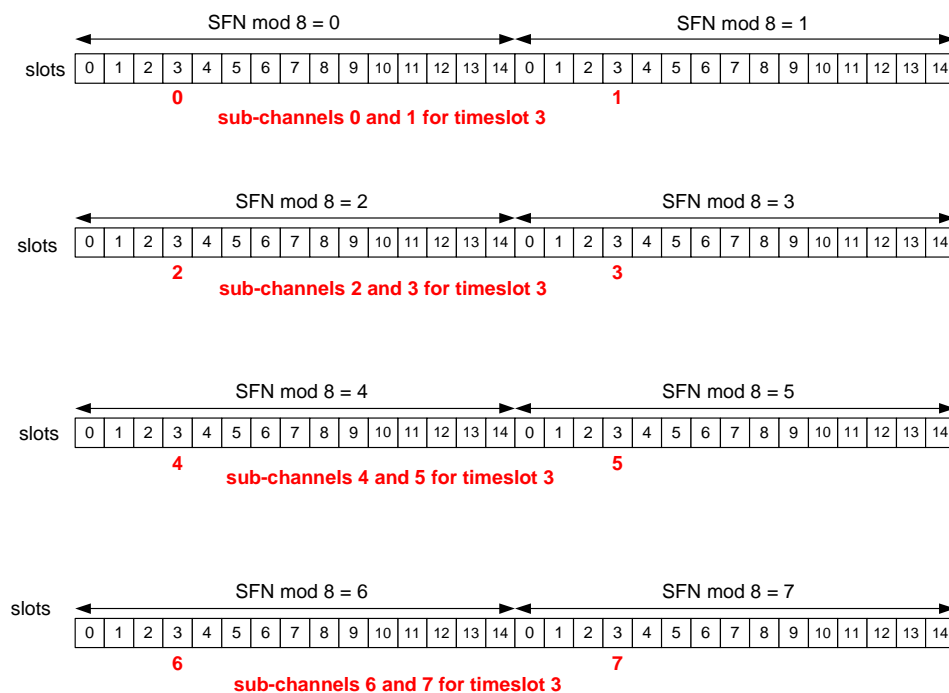 SFN mod 8 = 0 SFN mod 8 = 1
slots 0 1 2 3 4 5 6 7 8 9 10 11 12 13 14 0 1 2 3 4 5 6 7 8 9 10 11 12 13 14
0 1
sub-channels 0 and 1 for timeslot 3
SFN mod 8 = 2 SFN mod 8 = 3
slots 0 1 2 3 4 5 6 7 8 9 10 11 12 13 14 0 1 2 3 4 5 6 7 8 9 10 11 12 13 14
2 3
sub-channels 2 and 3 for timeslot 3
SFN mod 8 = 4 SFN mod 8 = 5
slots 0 1 2 3 4 5 6 7 8 9 10 11 12 13 14 0 1 2 3 4 5 6 7 8 9 10 11 12 13 14
4 5
sub-channels 4 and 5 for timeslot 3
SFN mod 8 = 6 SFN mod 8 = 7
slots
0 1 2 3 4 5 6 7 8 9 10 11 12 13 14 0 1 2 3 4 5 6 7 8 9 10 11 12 13 14
6 7
sub-channels 6 and 7 for timeslot 3